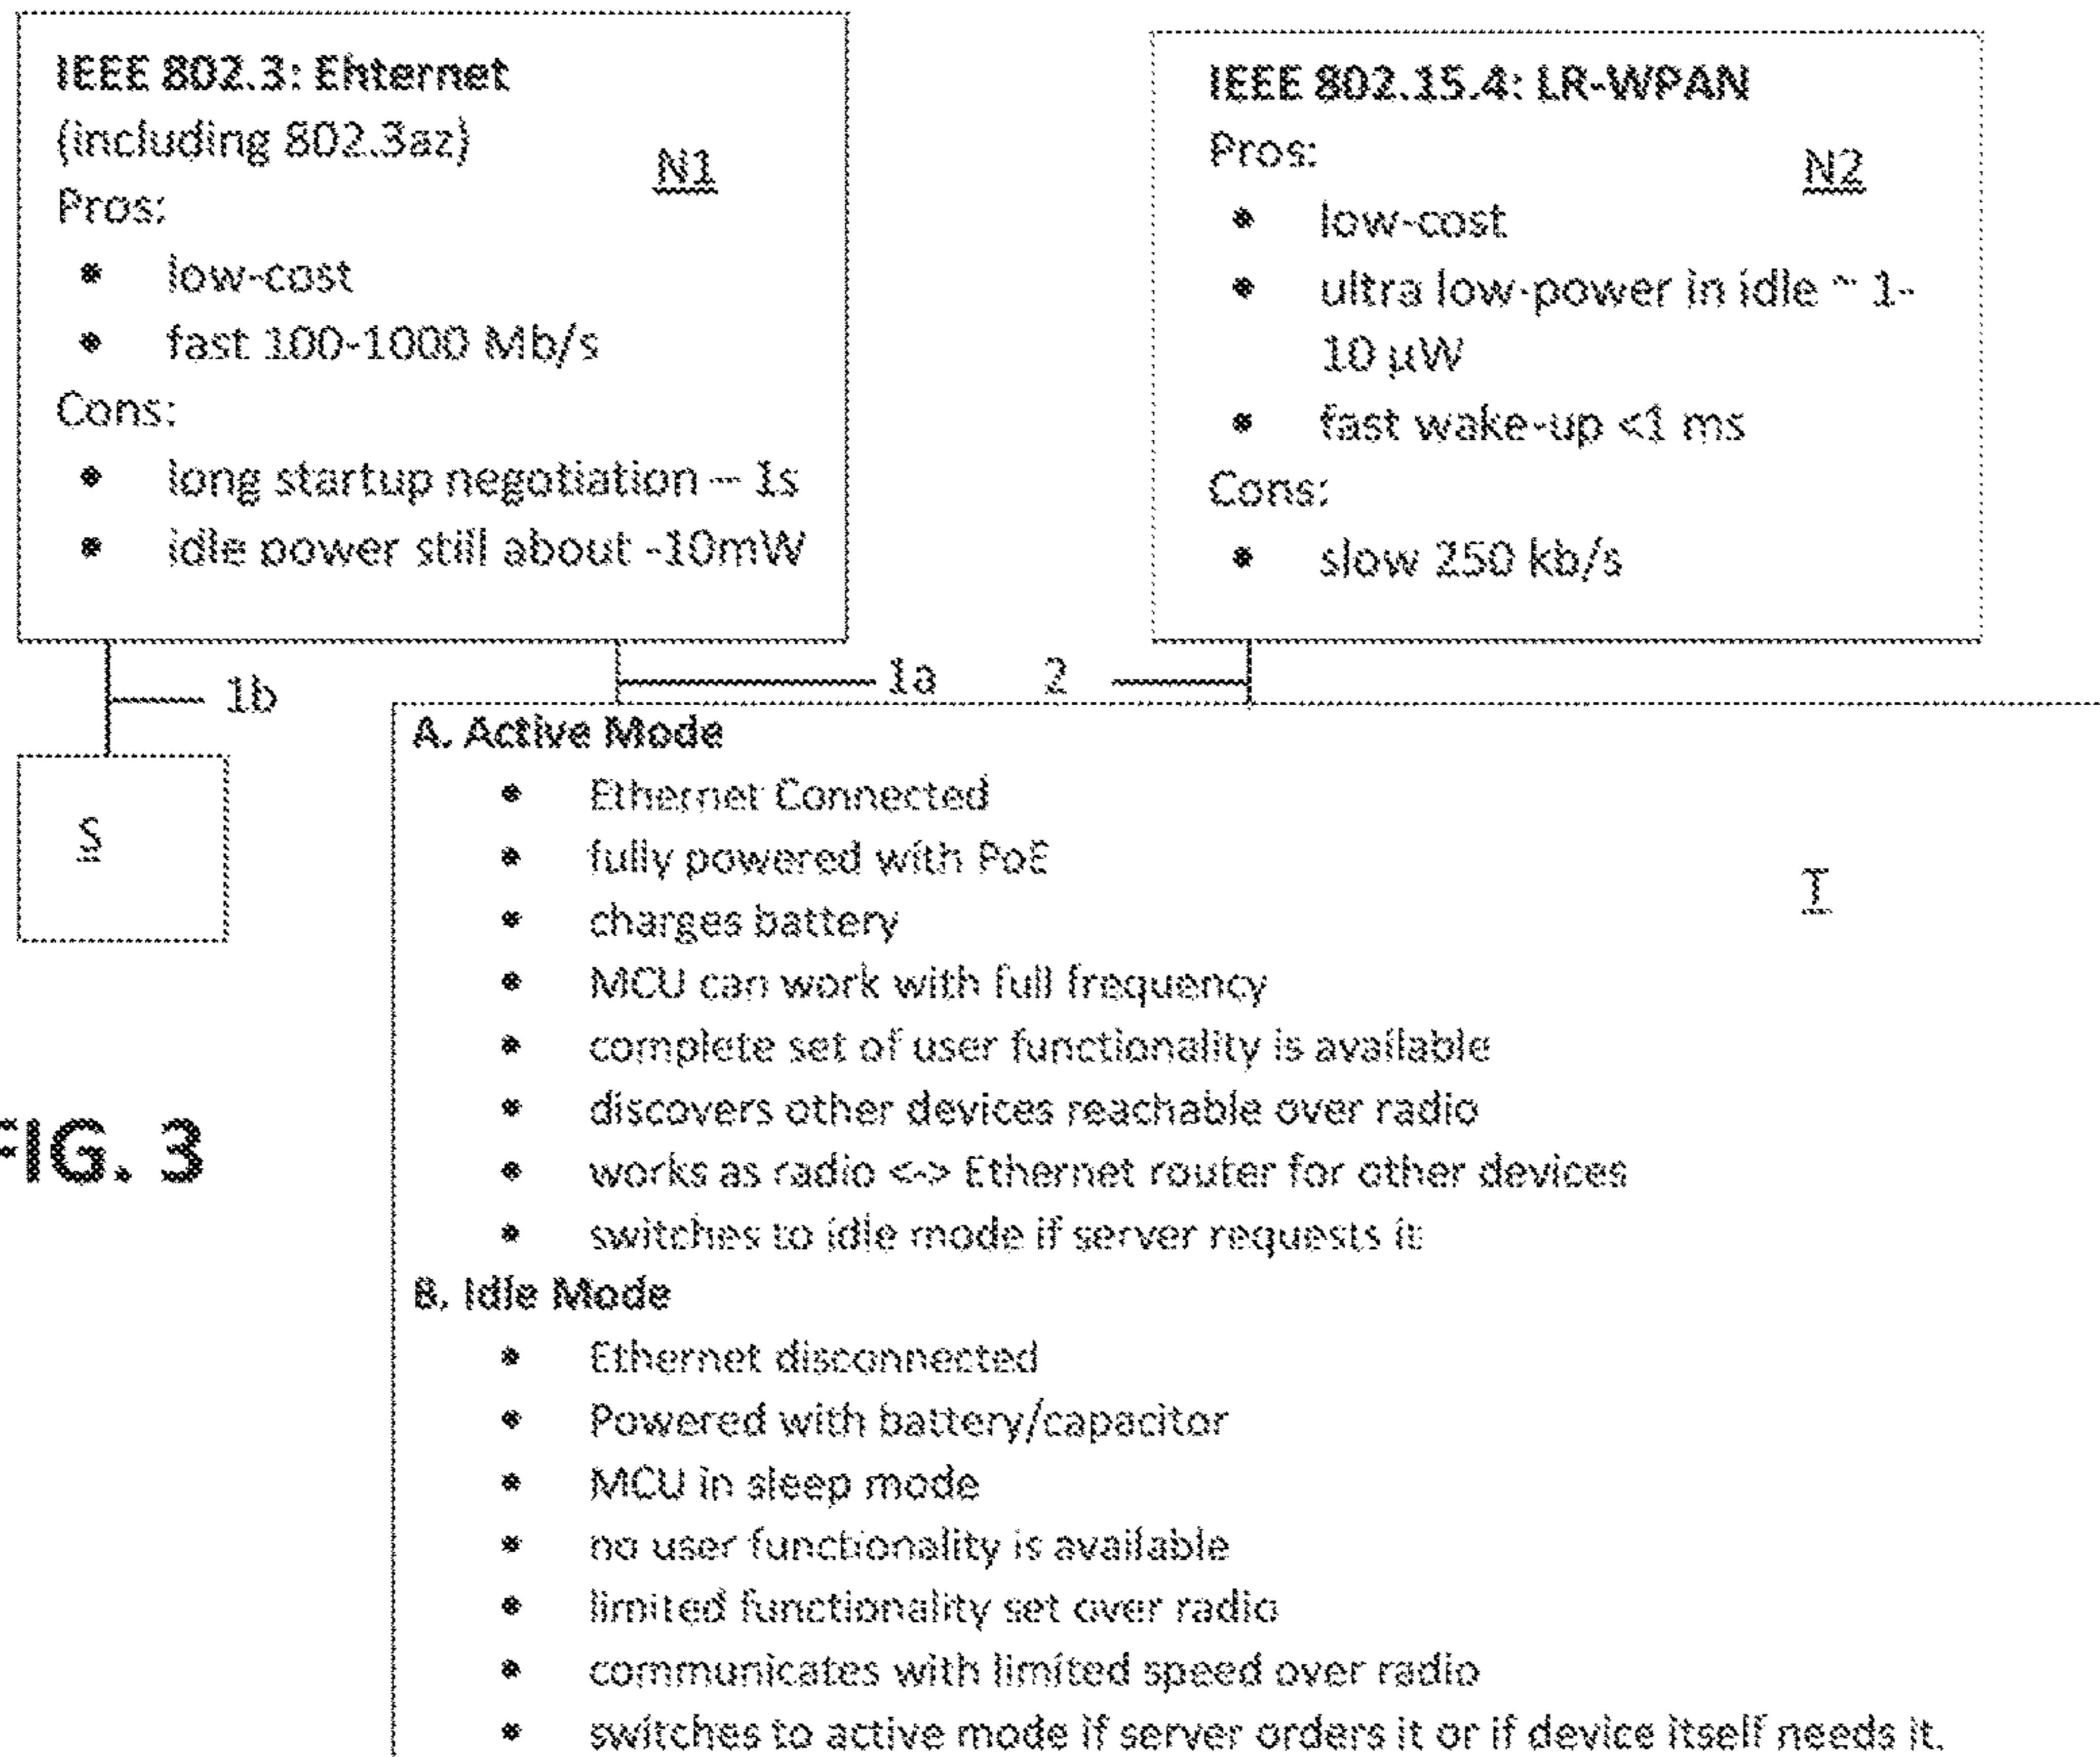 IEEE 802.3: Ehternet
(including 802.3az)
N1
Pros:
• low-cost
• fast 100-1000 Mb/s
Cons:
• long startup negotiation – 1s
• idle power still about -10mW
IEEE 802.15.4: LR-WPAN
Pros:
N2
• low-cost
• ultra low-power in idle ~ 1-
10 µW
• fast wake-up <1 ms
Cons:
• slow 250 kb/s
1b
1a
2
S
A. Active Mode
• Ethernet Connected
• fully powered with PoE
T
• charges battery
• MCU can work with full frequency
• complete set of user functionality is available
• discovers other devices reachable over radio
• works as radio <-> Ethernet router for other devices
• switches to idle mode if server requests it
B. Idle Mode
• Ethernet disconnected
• Powered with battery/capacitor
• MCU in sleep mode
• no user functionality is available
• limited functionality set over radio
• communicates with limited speed over radio
• switches to active mode if server orders it or if device itself needs it.
FIG. 3